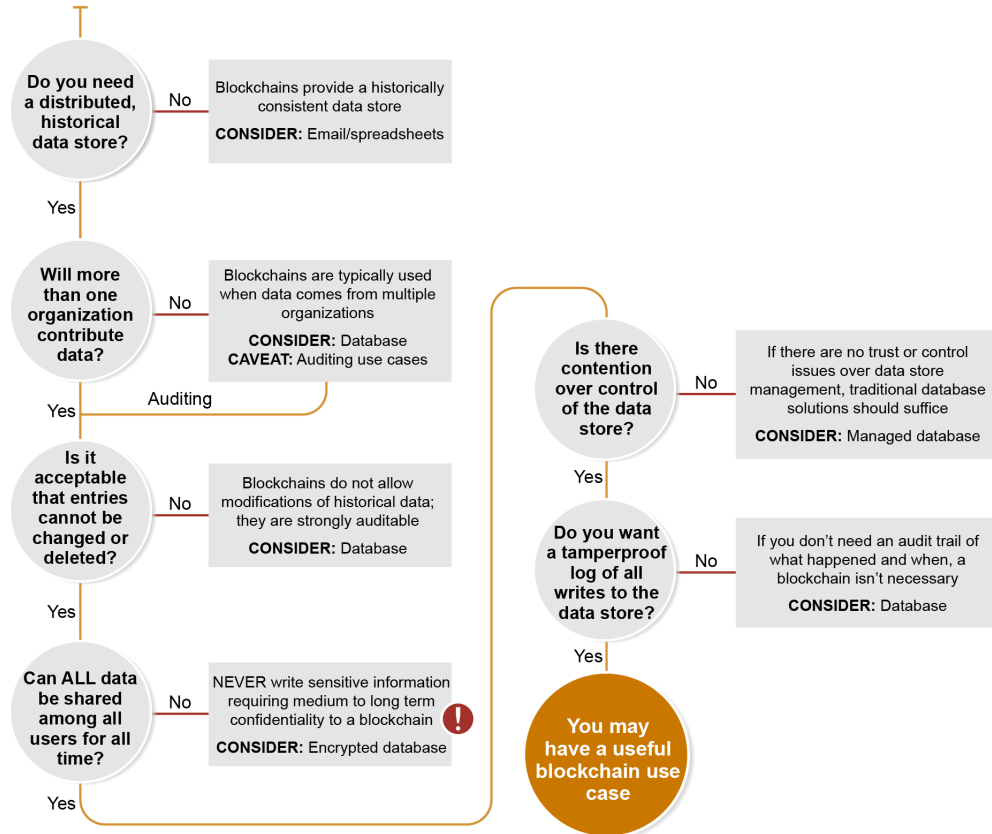 Do you need
a distributed,
historical
data store?
No
Blockchains provide a historically
consistent data store
CONSIDER: Email/spreadsheets
Yes
Will more
than one
organization
contribute
data?
No
Blockchains are typically used
when data comes from multiple
organizations
CONSIDER: Database
CAVEAT: Auditing use cases
Auditing
Yes
Is it
acceptable
that entries
cannot be
changed or
deleted?
No
Blockchains do not allow
modifications of historical data;
they are strongly auditable
CONSIDER: Database
Yes
Can ALL data
be shared
among all
users for all
time?
No
NEVER write sensitive information
requiring medium to long term
confidentiality to a blockchain
!
CONSIDER: Encrypted database
Yes
Is there
contention
over control
of the data
store?
No
If there are no trust or control
issues over data store
management, traditional database
solutions should suffice
CONSIDER: Managed database
Yes
Do you want
a tamperproof
log of all
writes to the
data store?
No
If you don’t need an audit trail of
what happened and when, a
blockchain isn’t necessary
CONSIDER: Database
Yes
You may
have a useful
blockchain use
case